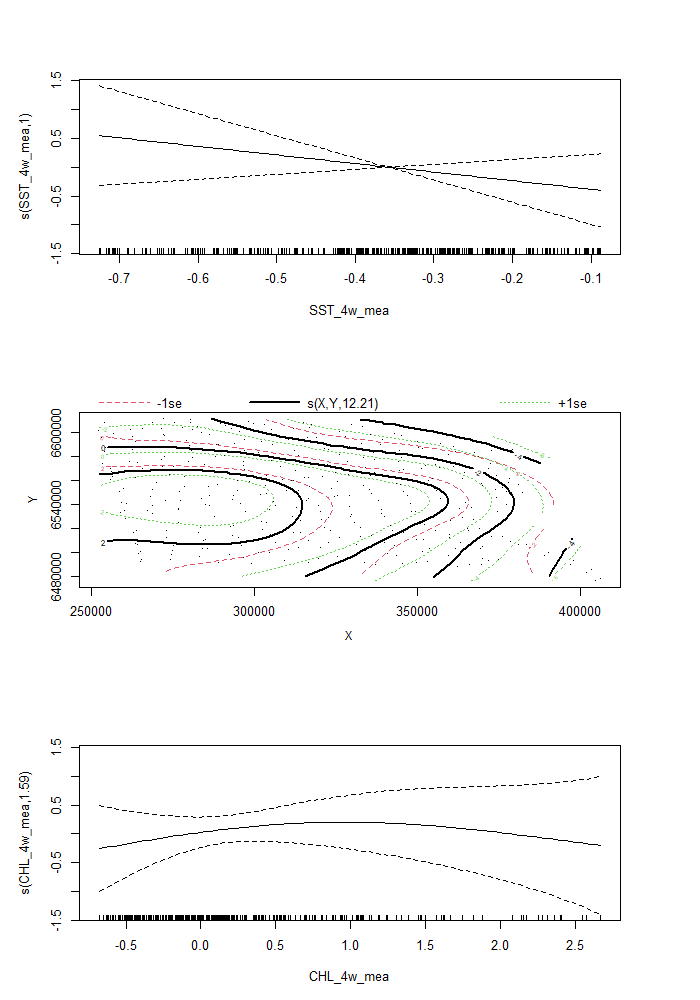 s(SST_4w_mea,1)
1.5
0.5
-0.5
-1.5
-0.7 -0.6 -0.5 -0.4 -0.3 -0.2 -0.1
SST_4w_mea
-1se s(X,Y,12.21) +1se
Y
6600000
6540000
6480000
0
2
250000 300000 350000 400000
X
s(CHL_4w_mea,1.59)
1.5
0.5
-0.5
-1.5
-0.5 0.0 0.5 1.0 1.5 2.0 2.5
CHL_4w_mea